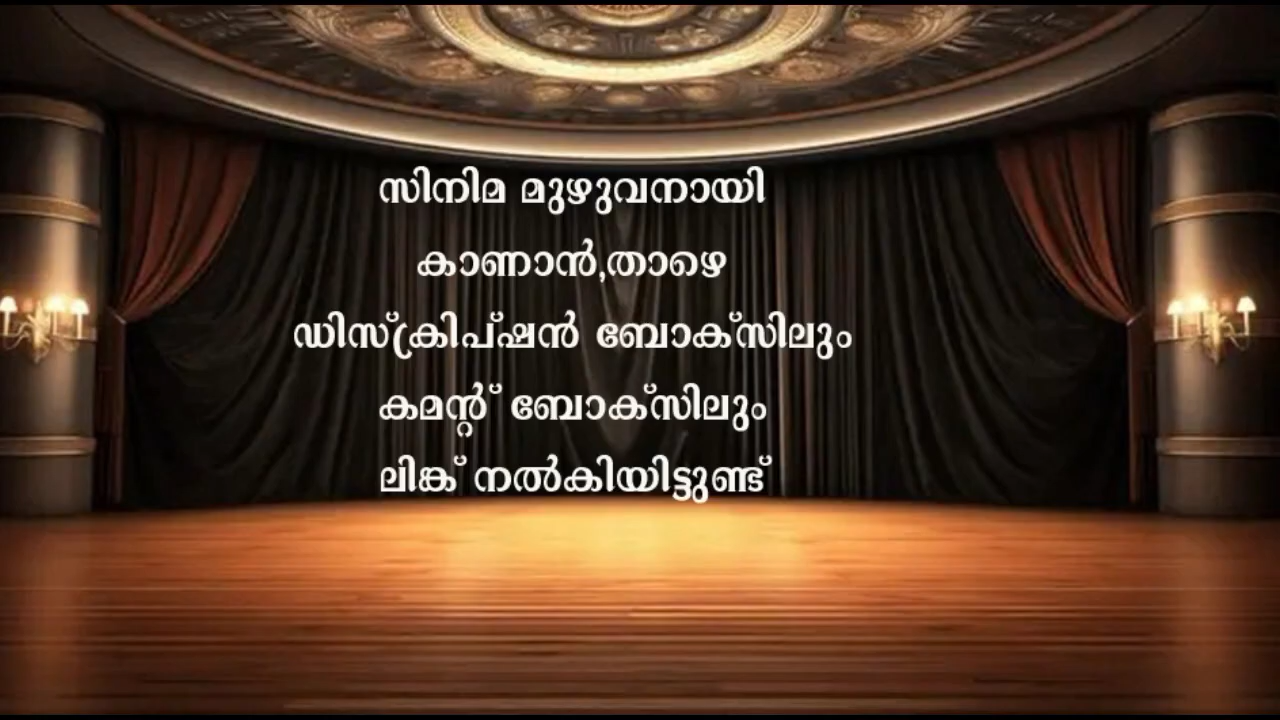 സിനിമ മുഴുവനായി
കാണാൻ,താഴെ
ഡിസ്ക്രിപ്ഷൻ ബോക്സിലും
കമന്റ് ബോക്സിലും
ലിങ്ക് നൽകിയിട്ടുണ്ട്